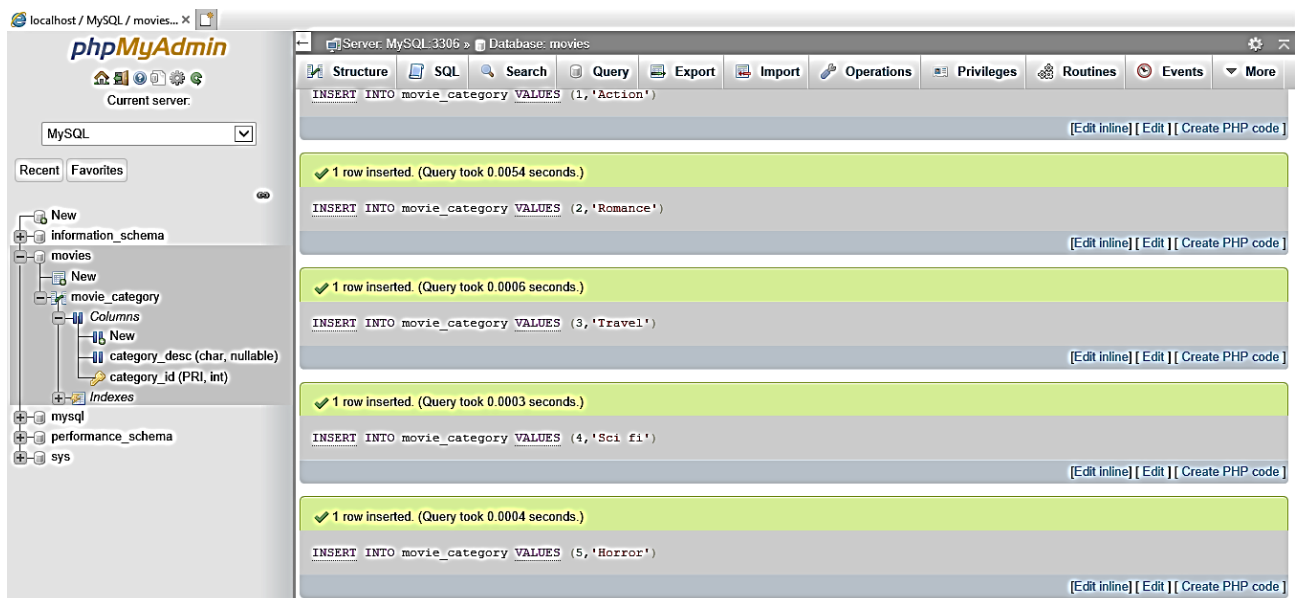 localhost / MySQL / movies...
phpMyAdmin
Current server:
MySQL
Recent Favorites
New
information_schema
movies
New
movie_category
Columns
New
category_desc (char, nullable)
category_id (PRI, int)
Indexes
mysql
performance_schema
sys
Server: MySQL:3306 » Database: movies
Structure SQL Search Query Export Import Operations Privileges Routines Events More
INSERT INTO movie_category VALUES (1,'Action')
[Edit inline] [ Edit ] [ Create PHP code ]
1 row inserted. (Query took 0.0054 seconds.)
INSERT INTO movie_category VALUES (2,'Romance')
[Edit inline] [ Edit ] [ Create PHP code ]
1 row inserted. (Query took 0.0006 seconds.)
INSERT INTO movie_category VALUES (3,'Travel')
[Edit inline] [ Edit ] [ Create PHP code ]
1 row inserted. (Query took 0.0003 seconds.)
INSERT INTO movie_category VALUES (4,'Sci fi')
[Edit inline] [ Edit ] [ Create PHP code ]
1 row inserted. (Query took 0.0004 seconds.)
INSERT INTO movie_category VALUES (5,'Horror')
[Edit inline] [ Edit ] [ Create PHP code ]